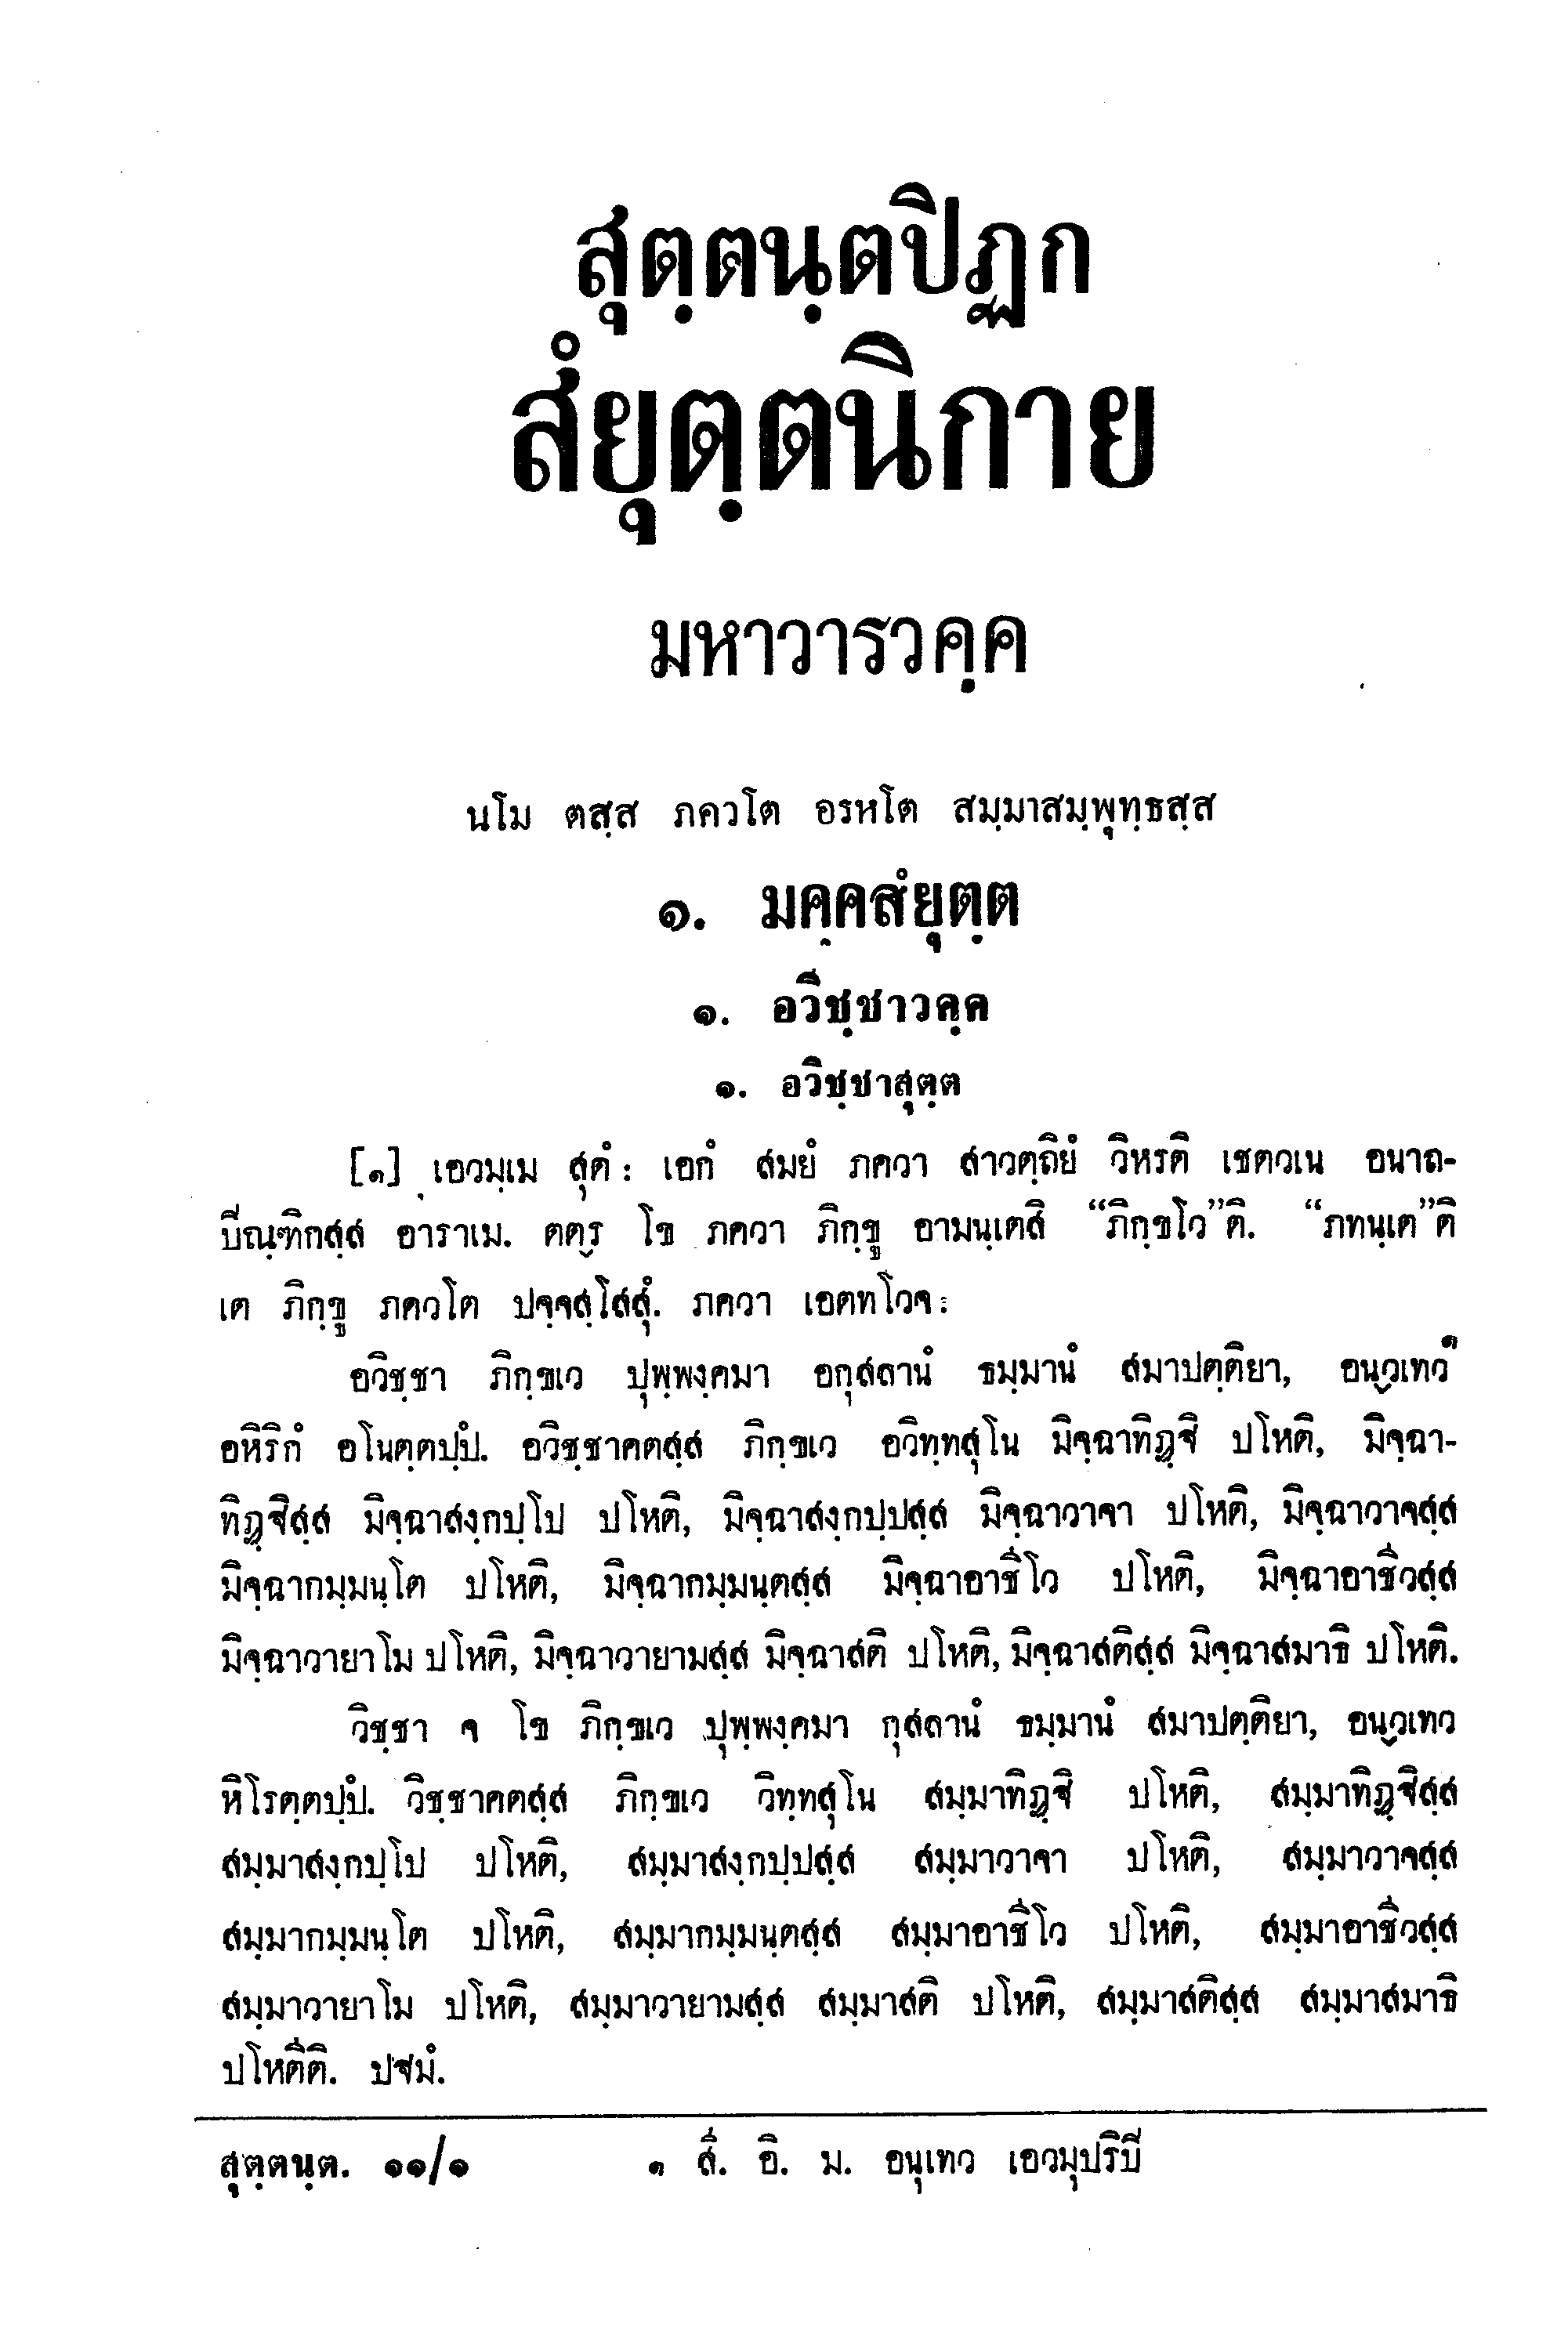 สุตฺตนฺตปิฏก
สํยุตฺตนิกาย
มหาวารวคฺค
นโม ตสฺส ภควโต อรหโต สมฺมาสมฺพุทฺธสฺส
๑. มคฺคสํยุตฺต
๑. อวิชฺชาวคฺค
๑. อวิชฺชาสุตฺต
[๑] เอวมฺเม สุตํ: เอกํ สมยํ ภควา สาวตฺถิยํ วิหรติ เชตวเน อนาถ-
ปิณฺฑิกสฺส อาราเม. ตตฺร โข ภควา ภิกฺขู อามนฺเตสิ “ภิกฺขโว”ติ. “ภทนฺเต”ติ
เต ภิกฺขู ภควโต ปจฺจสฺโสสุํ. ภควา เอตทโวจ:
อวิชฺชา ภิกฺขเว ปุพฺพงฺคมา อกุสลานํ ธมฺมานํ สมาปตฺติยา, อนฺวเทว๑
อหิริกํ อโนตฺตปฺปํ. อวิชฺชาคตสฺส ภิกฺขเว อวิทฺทสุโน มิจฺฉาทิฏฺฐิ ปโหติ, มิจฺฉา-
ทิฏฺฐิสฺส มิจฺฉาสงฺกปฺโป ปโหติ, มิจฺฉาสงฺกปฺปสฺส มิจฺฉาวาจา ปโหติ, มิจฺฉาวาจสฺส
มิจฺฉากมฺมนฺโต ปโหติ, มิจฺฉากมฺมนฺตสฺส มิจฺฉาอาชีโว ปโหติ, มิจฺฉาอาชีวสฺส
มิจฺฉาวายาโม ปโหติ, มิจฺฉาวายามสฺส มิจฺฉาสติ ปโหติ, มิจฺฉาสติสฺส มิจฺฉาสมาธิ ปโหติ.
วิชฺชา จ โข ภิกฺขเว ปุพฺพงฺคมา กุสลานํ ธมฺมานํ สมาปตฺติยา, อนฺวเทว
หิโรตฺตปฺปํ. วิชฺชาคตสฺส ภิกฺขเว วิทฺทสุโน สมฺมาทิฏฺฐิ ปโหติ, สมฺมาทิฏฺฐิสฺส
สมฺมาสงฺกปฺโป ปโหติ, สมฺมาสงฺกปฺปสฺส สมฺมาวาจา ปโหติ, สมฺมาวาจสฺส
สมฺมากมฺมนฺโต ปโหติ, สมฺมากมฺมนฺตสฺส สมฺมาอาชีโว ปโหติ, สมฺมาอาชีวสฺส
สมฺมาวายาโม ปโหติ, สมฺมาวายามสฺส สมฺมาสติ ปโหติ, สมฺมาสติสฺส สมฺมาสมาธิ
ปโหตีติ. ปฐมํ.
สุตฺตนฺต. ๑๑/๑ ๑ สี. อิ. ม. อนุเทว เอวมุปริปิ